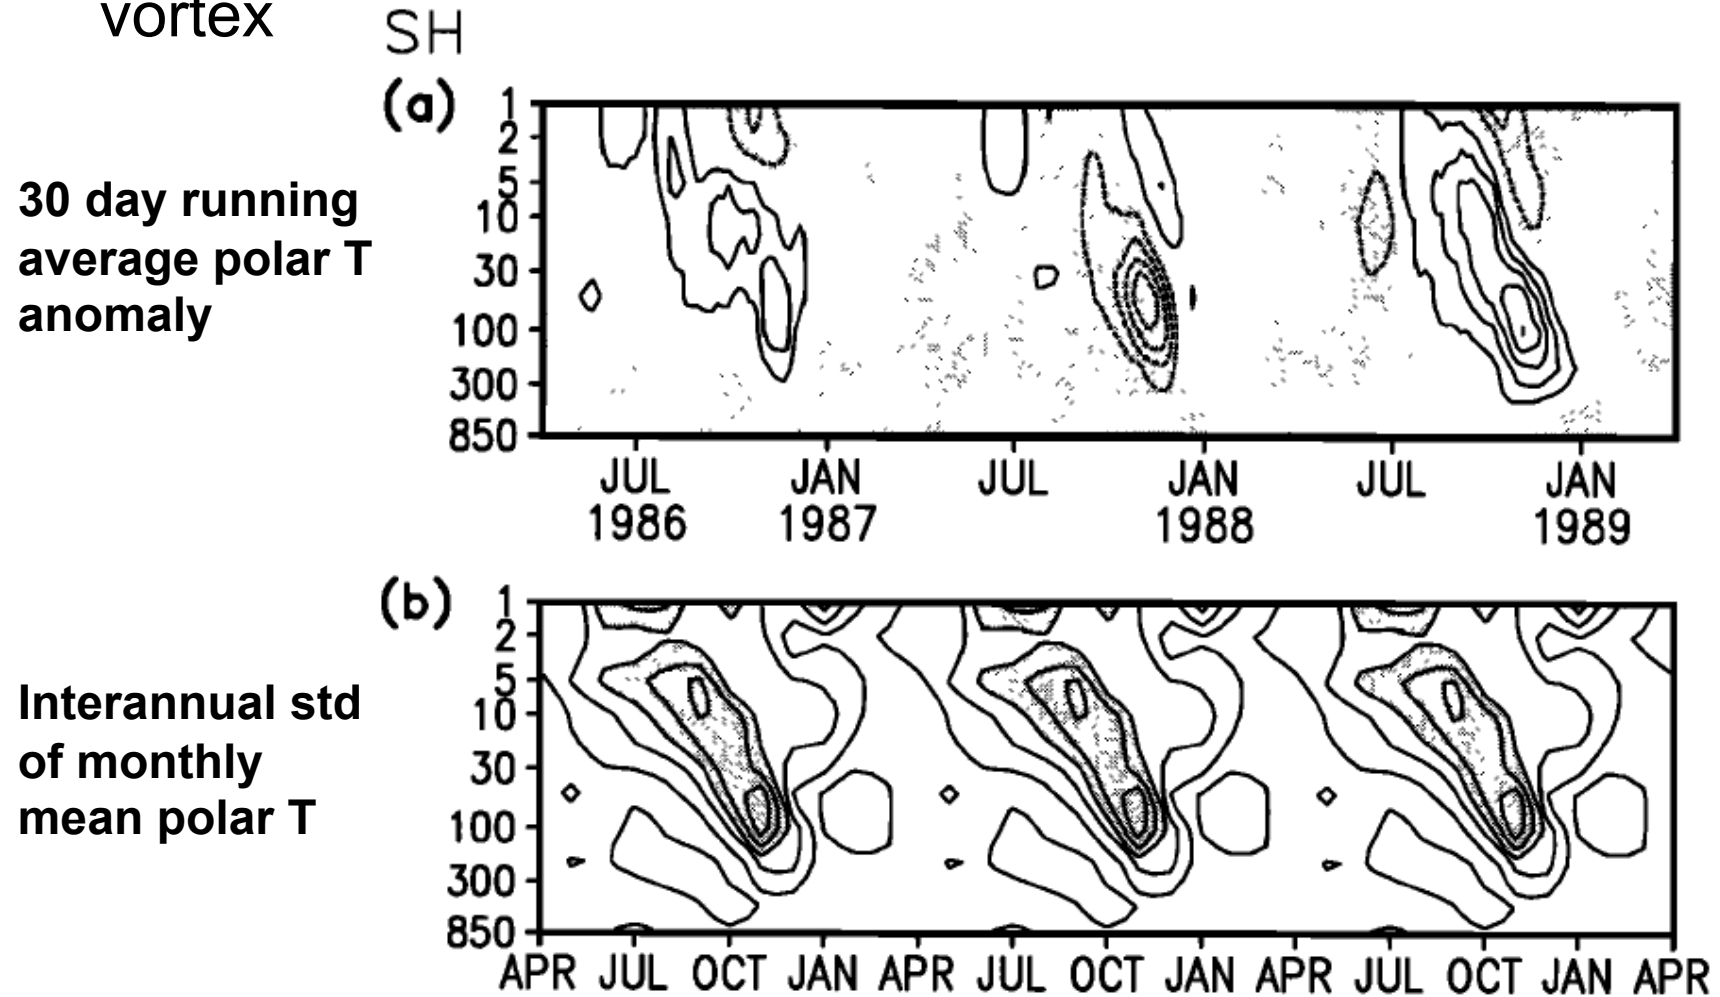 vortex
SH
(a)
30 day running
average polar T
anomaly
1
2
5
10
30
100
300
850
JUL JAN JUL JAN JUL JAN
1986 1987 1988 1989
(b)
Interannual std
of monthly
mean polar T
1
2
5
10
30
100
300
850
APR JUL OCT JAN APR JUL OCT JAN APR JUL OCT JAN APR